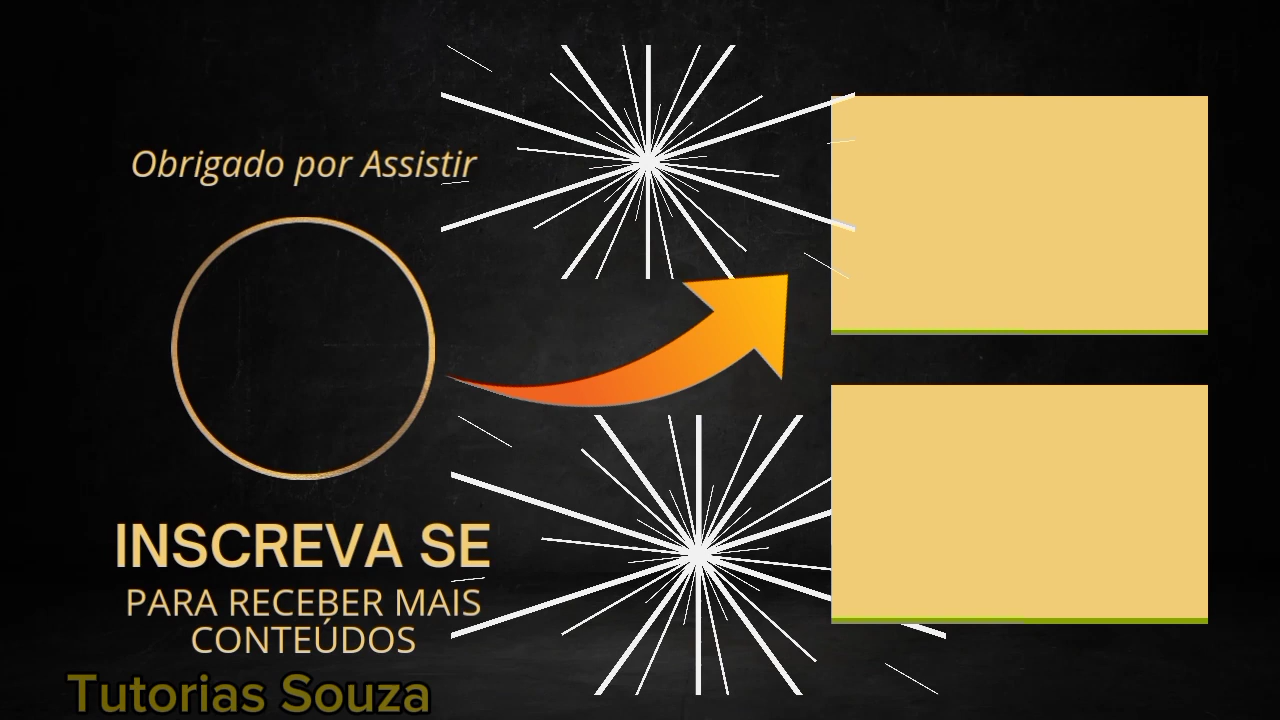 Obrigado por Assistir
INSCREVA SE
PARA RECEBER MAIS
CONTEÚDOS
Tutorias Souza